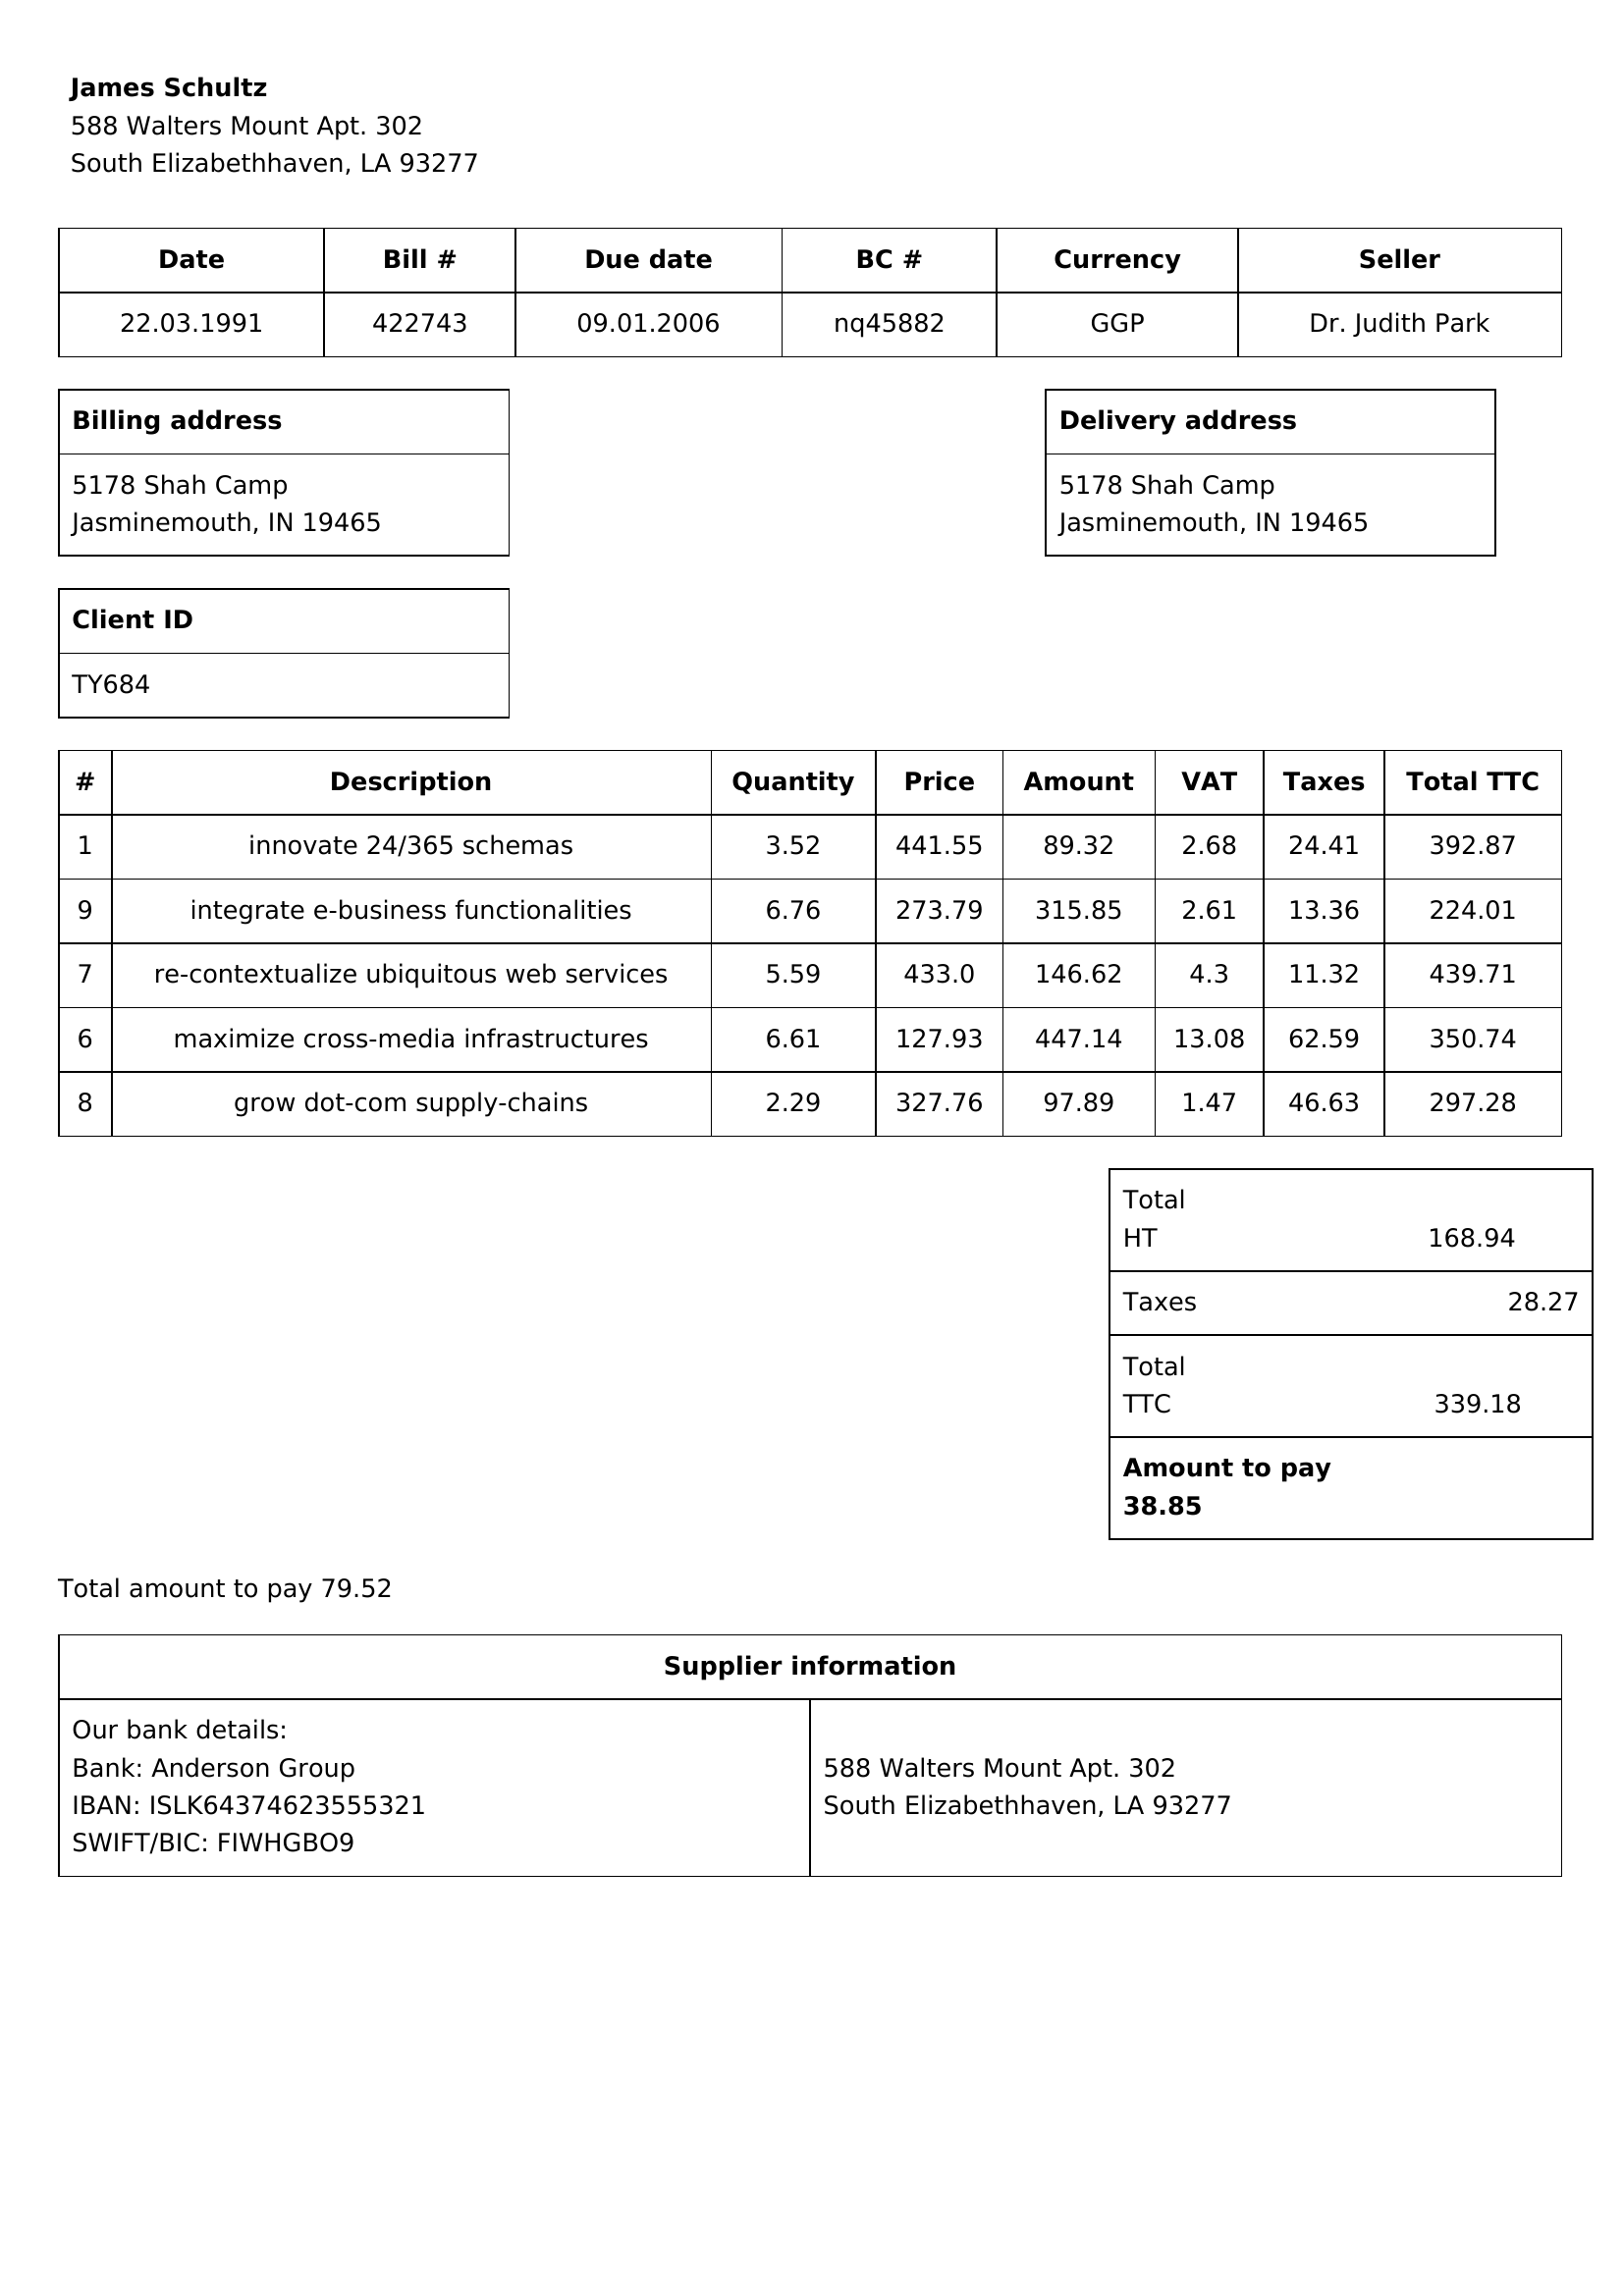 James Schultz
588 Walters Mount Apt. 302
South Elizabethhaven, LA 93277
Date Bill # Due date BC # Currency Seller
22.03.1991 422743 09.01.2006 nq45882 GGP Dr. Judith Park
Billing address
5178 Shah Camp
Jasminemouth, IN 19465
Delivery address
5178 Shah Camp
Jasminemouth, IN 19465
Client ID
TY684
# Description Quantity Price Amount VAT Taxes Total TTC
1 innovate 24/365 schemas 3.52 441.55 89.32 2.68 24.41 392.87
9 integrate e-business functionalities 6.76 273.79 315.85 2.61 13.36 224.01
7 re-contextualize ubiquitous web services 5.59 433.0 146.62 4.3 11.32 439.71
6 maximize cross-media infrastructures 6.61 127.93 447.14 13.08 62.59 350.74
8 grow dot-com supply-chains 2.29 327.76 97.89 1.47 46.63 297.28
Total
HT 168.94
Taxes 28.27
Total
TTC 339.18
Amount to pay
38.85
Total amount to pay 79.52
Supplier information
Our bank details:
Bank: Anderson Group
IBAN: ISLK64374623555321
SWIFT/BIC: FIWHGBO9
588 Walters Mount Apt. 302
South Elizabethhaven, LA 93277